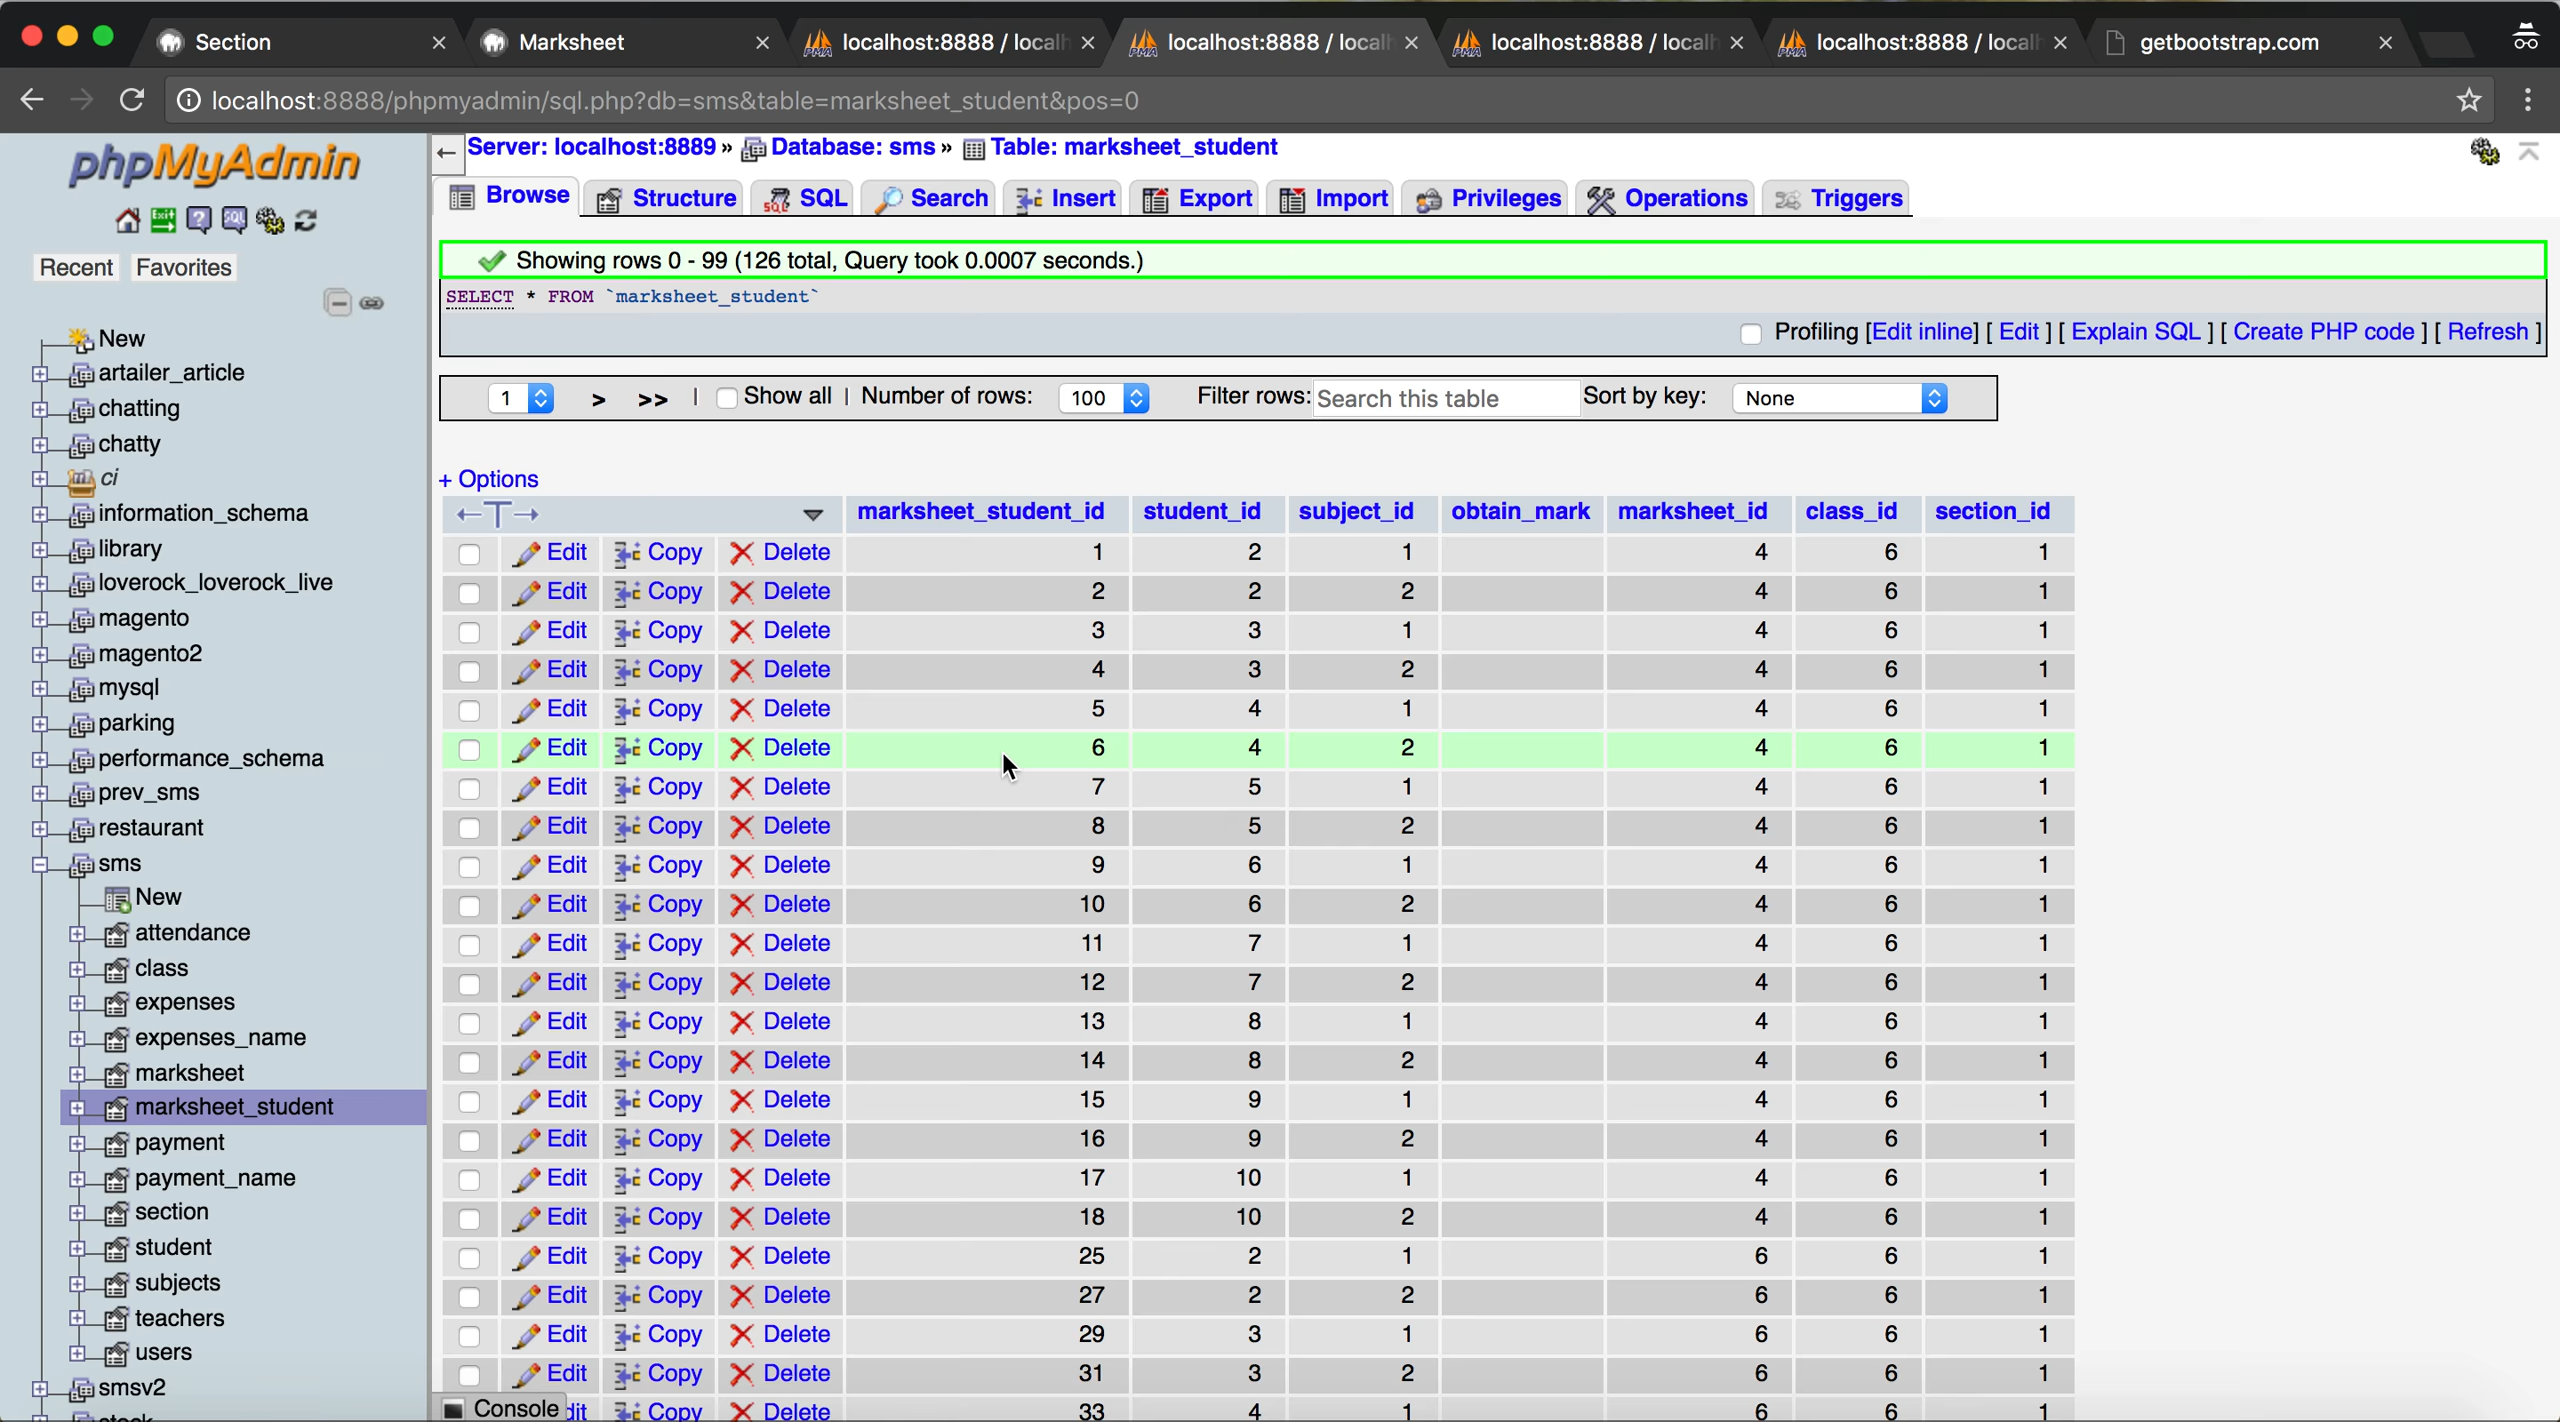 Section
Marksheet
localhost:8888 / local
localhost:8888 / local
localhost:8888 / local
localhost:8888 / local
getbootstrap.com
localhost:8888/phpmyadmin/sql.php?db=sms&table=marksheet_student&pos=0
phpMyAdmin
Recent Favorites
New
artailer_article
chatting
chatty
ci
information_schema
library
loverock_loverock_live
magento
magento2
mysql
parking
performance_schema
prev_sms
restaurant
sms
New
attendance
class
expenses
expenses_name
marksheet
marksheet_student
payment
payment_name
section
student
subjects
teachers
users
smsv2
Server: localhost:8889 » Database: sms » Table: marksheet_student
Browse Structure SQL Search Insert Export Import Privileges Operations Triggers
Showing rows 0 - 99 (126 total, Query took 0.0007 seconds.)
SELECT * FROM `marksheet_student`
Profiling [Edit inline] [ Edit ] [ Explain SQL ] [ Create PHP code ] [ Refresh ]
1 > >> | Show all | Number of rows: 100 Filter rows: Search this table Sort by key: None
+ Options
marksheet_student_id student_id subject_id obtain_mark marksheet_id class_id section_id
Edit Copy Delete 1 2 1 4 6 1
Edit Copy Delete 2 2 2 4 6 1
Edit Copy Delete 3 3 1 4 6 1
Edit Copy Delete 4 3 2 4 6 1
Edit Copy Delete 5 4 1 4 6 1
Edit Copy Delete 6 4 2 4 6 1
Edit Copy Delete 7 5 1 4 6 1
Edit Copy Delete 8 5 2 4 6 1
Edit Copy Delete 9 6 1 4 6 1
Edit Copy Delete 10 6 2 4 6 1
Edit Copy Delete 11 7 1 4 6 1
Edit Copy Delete 12 7 2 4 6 1
Edit Copy Delete 13 8 1 4 6 1
Edit Copy Delete 14 8 2 4 6 1
Edit Copy Delete 15 9 1 4 6 1
Edit Copy Delete 16 9 2 4 6 1
Edit Copy Delete 17 10 1 4 6 1
Edit Copy Delete 18 10 2 4 6 1
Edit Copy Delete 25 2 1 6 6 1
Edit Copy Delete 27 2 2 6 6 1
Edit Copy Delete 29 3 1 6 6 1
Edit Copy Delete 31 3 2 6 6 1
Console dit Copy Delete 33 4 1 6 6 1